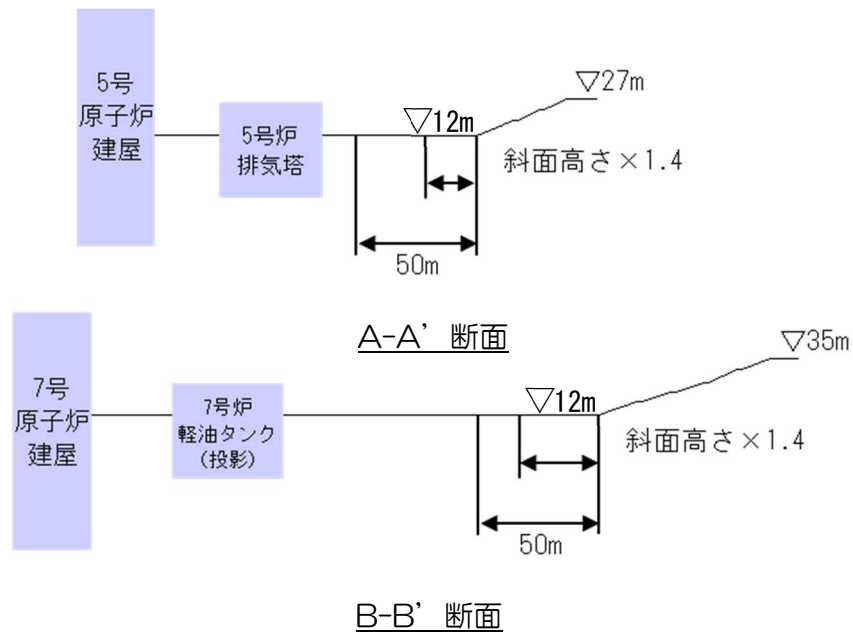 5号
原子炉
建屋
5号炉
排気塔
▽12m
▽27m
斜面高さ×1.4
50m
A-A’断面
7号
原子炉
建屋
7号炉
軽油タンク
(投影)
▽12m
▽35m
斜面高さ×1.4
50m
B-B’断面